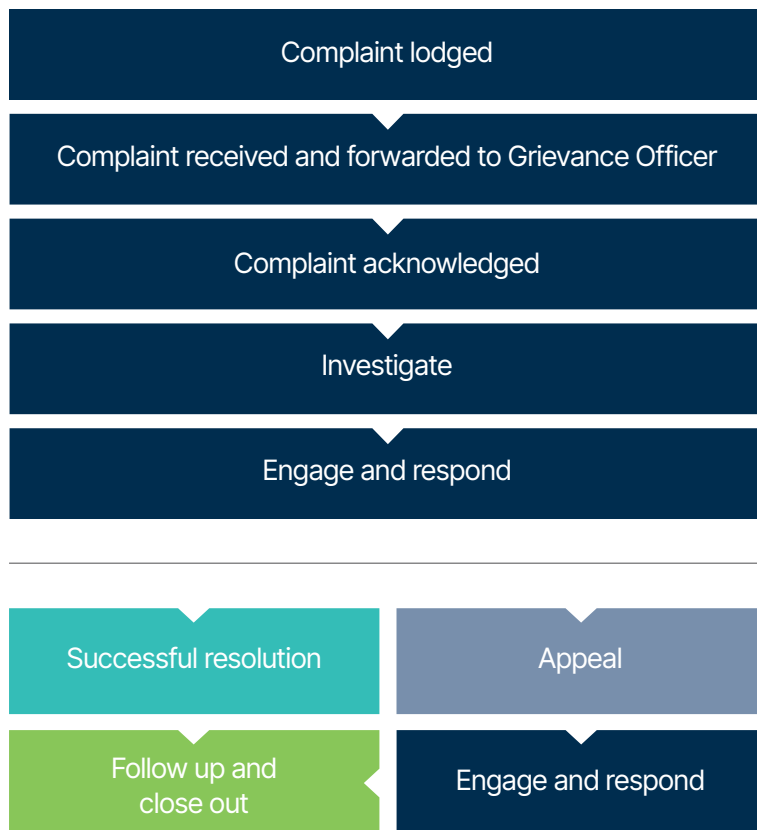 Complaint lodged
Complaint received and forwarded to Grievance Officer
Complaint acknowledged
Investigate
Engage and respond
Successful resolution
Appeal
Follow up and
close out
Engage and respond